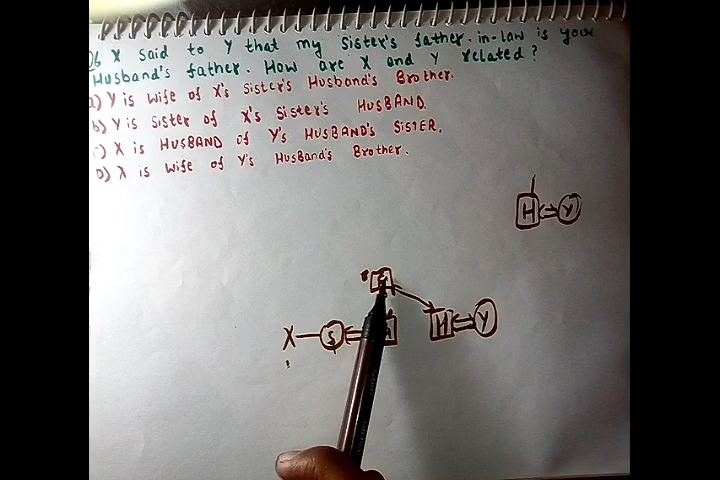 Q6 X said to Y that my sister's father-in-law is your
Husband's father. How are X and Y related?
a) Y is wife of X's sister's Husband's Brother.
b) Y is sister of X's sister's HUSBAND.
c) X is HUSBAND of Y's HUSBAND's SISTER.
D) X is wife of Y's Husband's Brother.
H Y
X S H Y